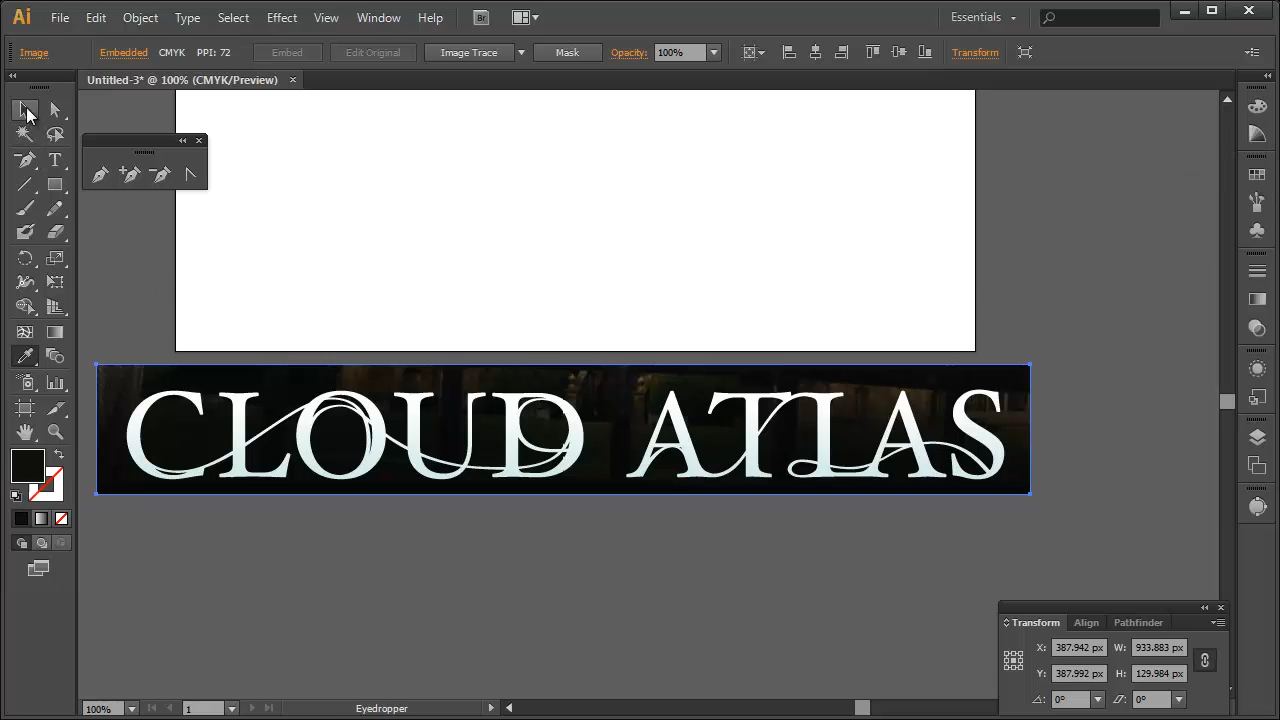 Ai File Edit Object Type Select Effect View Window Help Br Essentials
Image Embedded CMYK PPI: 72 Embed Edit Original Image Trace Mask Opacity: 100% Transform
Untitled-3* @ 100% (CMYK/Preview) ×
T
CLOUD ATLAS
Transform Align Pathfinder
X: 387.942 px W: 933.883 px
Y: 387.992 px H: 129.984 px
0° 0°
100% 1 Eyedropper